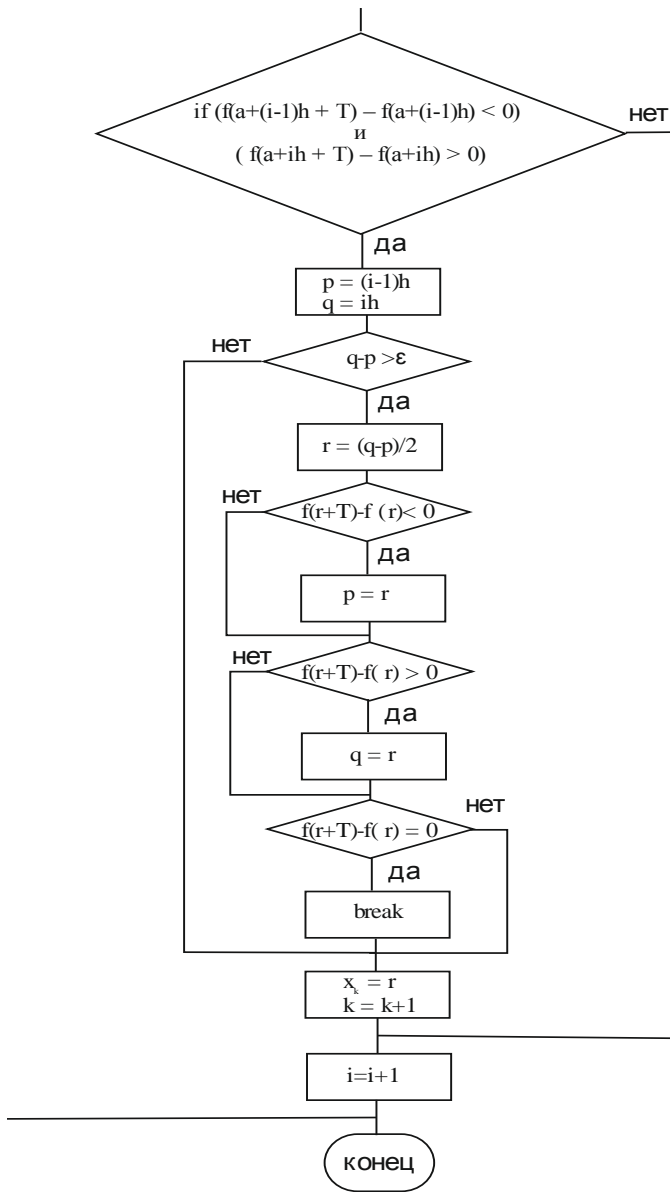 if (f(a+(i-1)h + T) – f(a+(i-1)h) < 0)
и
( f(a+ih + T) – f(a+ih) > 0)
нет
да
p = (i-1)h
q = ih
нет
q-p >ε
да
r = (q-p)/2
нет
f(r+T)-f (r)< 0
да
p = r
нет
f(r+T)-f( r) > 0
да
q = r
нет
f(r+T)-f( r) = 0
да
break
xₖ = r
k = k+1
i=i+1
конец